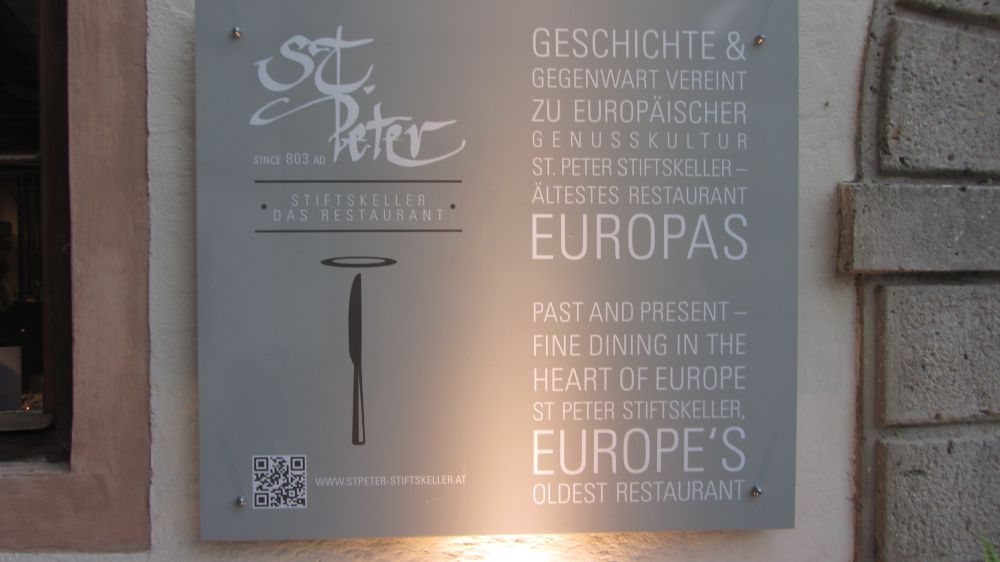 St.
Peter
SINCE 803 AD
STIFTSKELLER
DAS RESTAURANT
WWW.STPETER-STIFTSKELLER.AT
GESCHICHTE &
GEGENWART VEREINT
ZU EUROPÄISCHER
GENUSSKULTUR
ST. PETER STIFTSKELLER –
ÄLTESTES RESTAURANT
EUROPAS
PAST AND PRESENT –
FINE DINING IN THE
HEART OF EUROPE
ST PETER STIFTSKELLER,
EUROPE‘S
OLDEST RESTAURANT